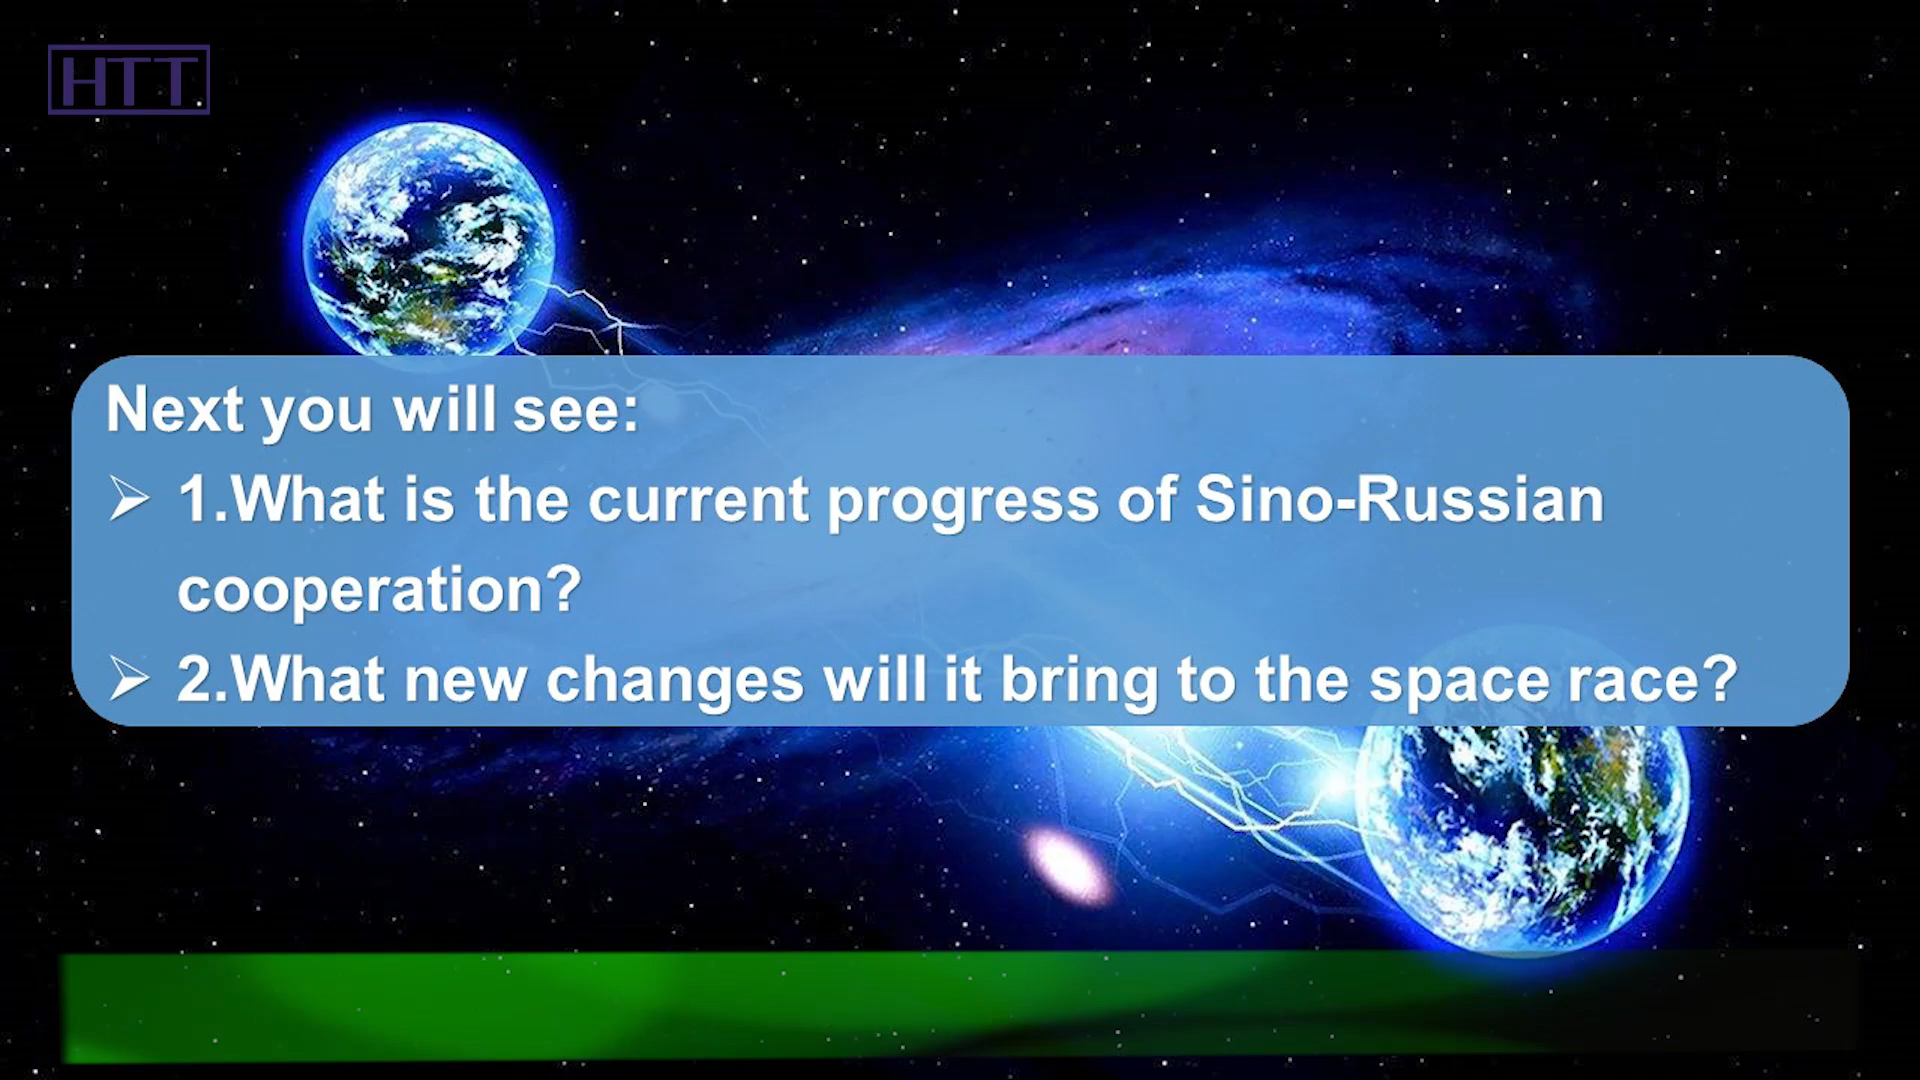 HTT
Next you will see:
➢ 1.What is the current progress of Sino-Russian
cooperation?
➢ 2.What new changes will it bring to the space race?